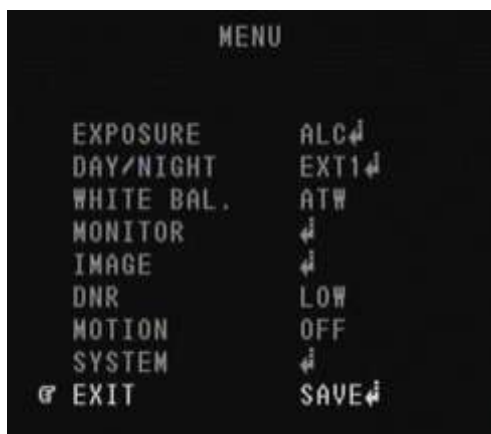 MENU
EXPOSURE ALC↲
DAY/NIGHT EXT1↲
WHITE BAL. ATW
MONITOR ↲
IMAGE ↲
DNR LOW
MOTION OFF
SYSTEM ↲
☞ EXIT SAVE↲